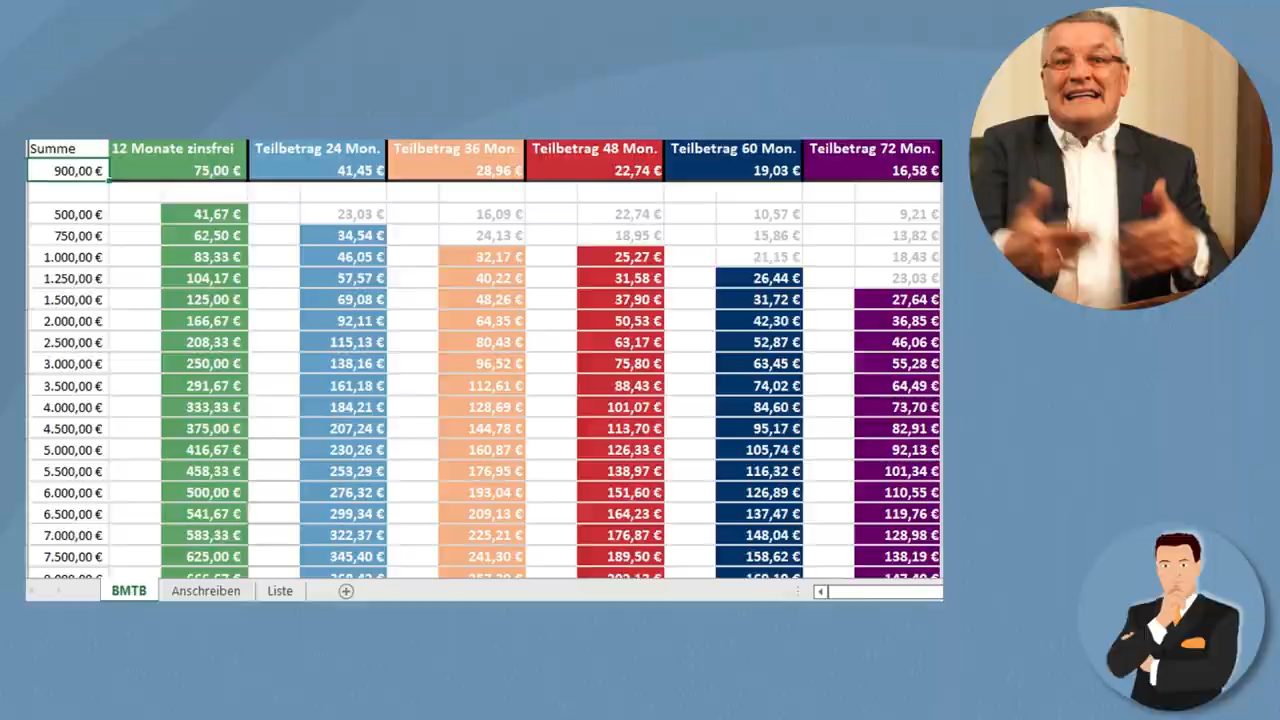 Summe 12 Monate zinsfrei Teilbetrag 24 Mon. Teilbetrag 36 Mon. Teilbetrag 48 Mon. Teilbetrag 60 Mon. Teilbetrag 72 Mon.
900,00 € 75,00 € 41,45 € 28,96 € 22,74 € 19,03 € 16,58 €
500,00 € 41,67 € 23,03 € 16,09 € 22,74 € 10,57 € 9,21 €
750,00 € 62,50 € 34,54 € 24,13 € 18,95 € 15,86 € 13,82 €
1.000,00 € 83,33 € 46,05 € 32,17 € 25,27 € 21,15 € 18,43 €
1.250,00 € 104,17 € 57,57 € 40,22 € 31,58 € 26,44 € 23,03 €
1.500,00 € 125,00 € 69,08 € 48,26 € 37,90 € 31,72 € 27,64 €
2.000,00 € 166,67 € 92,11 € 64,35 € 50,53 € 42,30 € 36,85 €
2.500,00 € 208,33 € 115,13 € 80,43 € 63,17 € 52,87 € 46,06 €
3.000,00 € 250,00 € 138,16 € 96,52 € 75,80 € 63,45 € 55,28 €
3.500,00 € 291,67 € 161,18 € 112,61 € 88,43 € 74,02 € 64,49 €
4.000,00 € 333,33 € 184,21 € 128,69 € 101,07 € 84,60 € 73,70 €
4.500,00 € 375,00 € 207,24 € 144,78 € 113,70 € 95,17 € 82,91 €
5.000,00 € 416,67 € 230,26 € 160,87 € 126,33 € 105,74 € 92,13 €
5.500,00 € 458,33 € 253,29 € 176,95 € 138,97 € 116,32 € 101,34 €
6.000,00 € 500,00 € 276,32 € 193,04 € 151,60 € 126,89 € 110,55 €
6.500,00 € 541,67 € 299,34 € 209,13 € 164,23 € 137,47 € 119,76 €
7.000,00 € 583,33 € 322,37 € 225,21 € 176,87 € 148,04 € 128,98 €
7.500,00 € 625,00 € 345,40 € 241,30 € 189,50 € 158,62 € 138,19 €
BMTB Anschreiben Liste